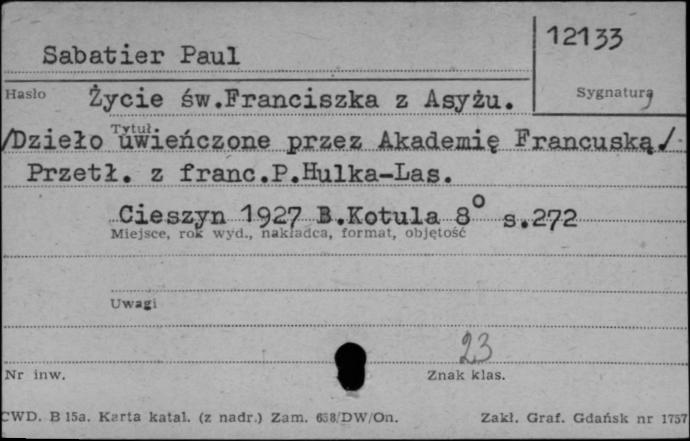 Sabatier Paul
12133
Hasło
Sygnatura
Życie św.Franciszka z Asyżu.
Tytuł
/Dzieło uwieńczone przez Akademię Francuską/
Przetł. z franc.P.Hulka-Las.
Cieszyn 1927 B.Kotula 8° s.272
Miejsce, rok wyd., nakładca, format, objętość
Uwagi
23
Nr inw.
Znak klas.
CWD. B 15a. Karta katal. (z nadr.) Zam. 638/DW/On.
Zakł. Graf. Gdańsk nr 1757